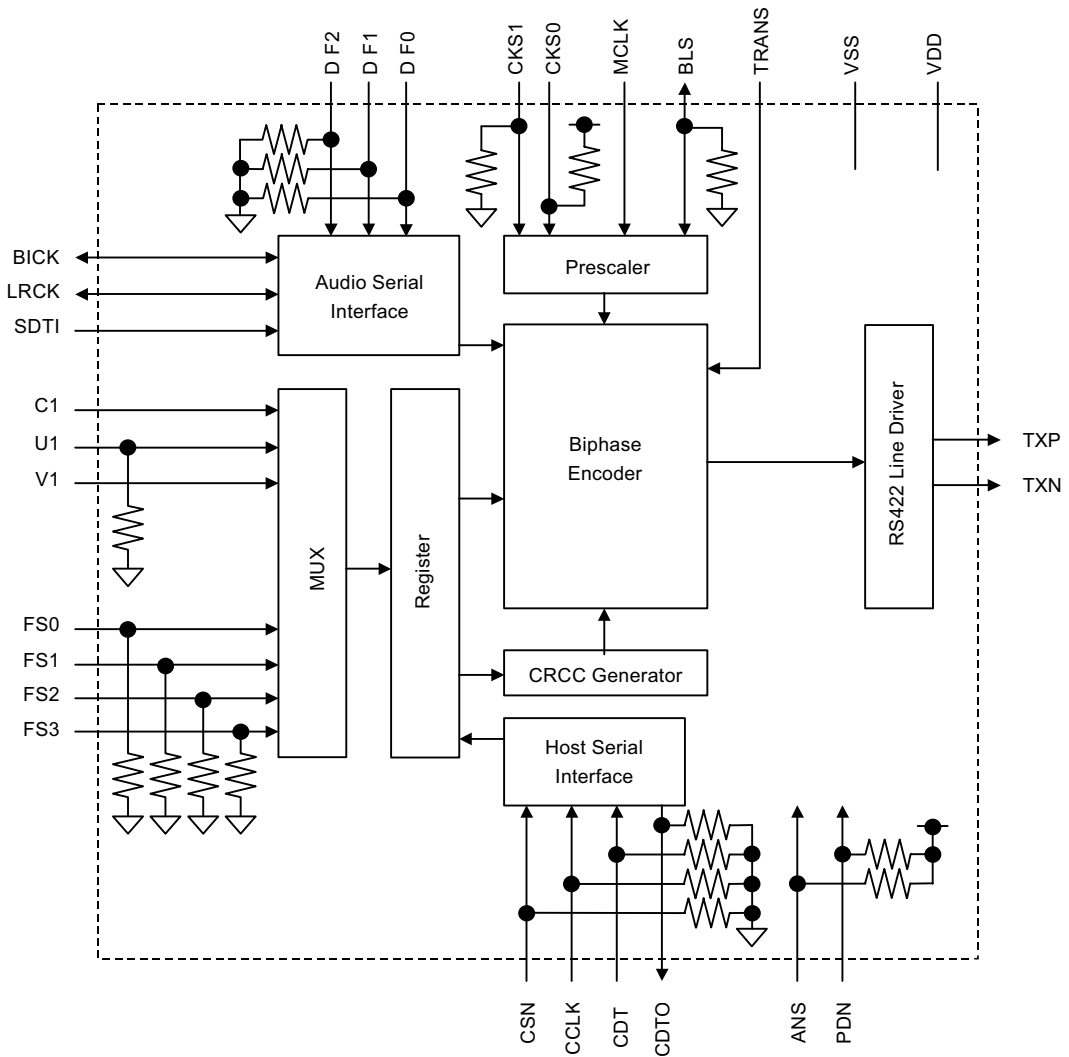 D F2
D F1
D F0
CKS1
CKS0
MCLK
BLS
TRANS
VSS
VDD
BICK
LRCK
SDTI
Audio Serial
Interface
Prescaler
C1
U1
V1
FS0
FS1
FS2
FS3
MUX
Register
Biphase
Encoder
CRCC Generator
Host Serial
Interface
RS422 Line Driver
TXP
TXN
CSN
CCLK
CDT
CDTO
ANS
PDN